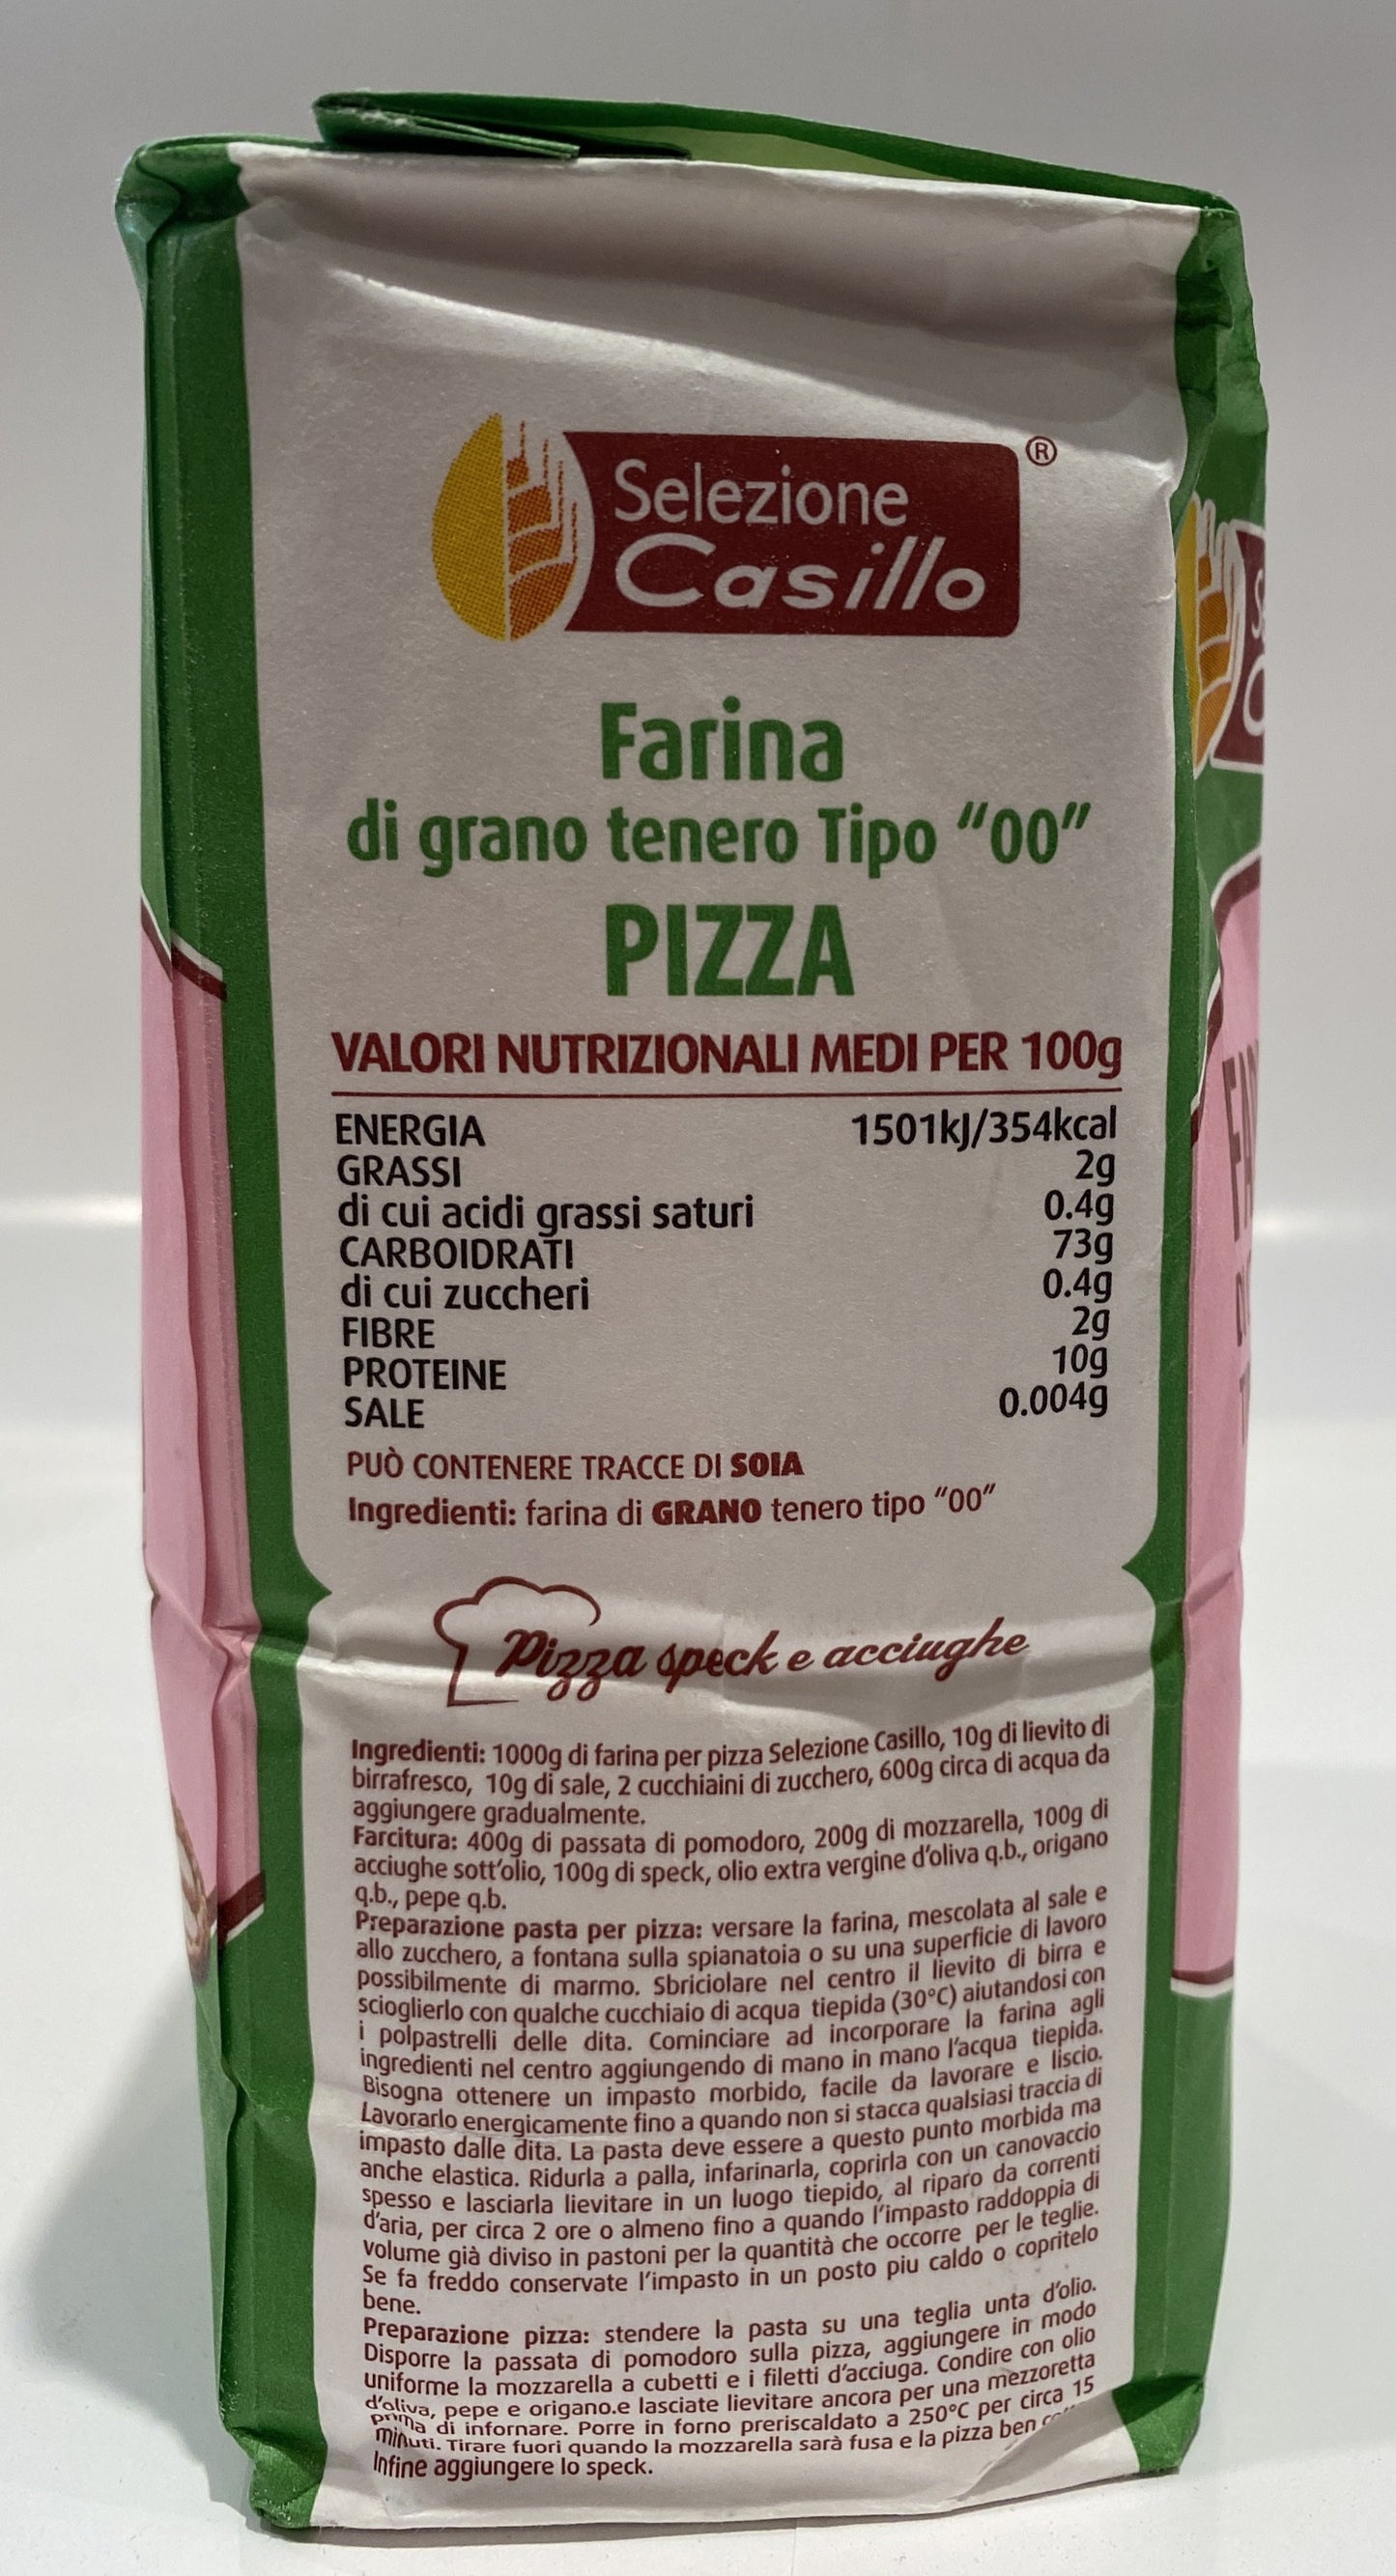 Selezione
Casillo
®
Farina
di grano tenero Tipo “00”
PIZZA
VALORI NUTRIZIONALI MEDI PER 100g
ENERGIA 1501kJ/354kcal
GRASSI 2g
di cui acidi grassi saturi 0.4g
CARBOIDRATI 73g
di cui zuccheri 0.4g
FIBRE 2g
PROTEINE 10g
SALE 0.004g
PUÒ CONTENERE TRACCE DI SOIA
Ingredienti: farina di GRANO tenero tipo “00”
Pizza speck e acciughe
Ingredienti: 1000g di farina per pizza Selezione Casillo, 10g di lievito di
birrafresco, 10g di sale, 2 cucchiaini di zucchero, 600g circa di acqua da
aggiungere gradualmente.
Farcitura: 400g di passata di pomodoro, 200g di mozzarella, 100g di
acciughe sott’olio, 100g di speck, olio extra vergine d’oliva q.b., origano
q.b., pepe q.b.
Preparazione pasta per pizza: versare la farina, mescolata al sale e
allo zucchero, a fontana sulla spianatoia o su una superficie di lavoro
possibilmente di marmo. Sbriciolare nel centro il lievito di birra e
scioglierlo con qualche cucchiaio di acqua tiepida (30°C) aiutandosi con
i polpastrelli delle dita. Cominciare ad incorporare la farina agli
ingredienti nel centro aggiungendo di mano in mano l’acqua tiepida.
Bisogna ottenere un impasto morbido, facile da lavorare e liscio.
Lavorarlo energicamente fino a quando non si stacca qualsiasi traccia di
impasto dalle dita. La pasta deve essere a questo punto morbida ma
anche elastica. Ridurla a palla, infarinarla, coprirla con un canovaccio
spesso e lasciarla lievitare in un luogo tiepido, al riparo da correnti
d’aria, per circa 2 ore o almeno fino a quando l’impasto raddoppia di
volume già diviso in pastoni per la quantità che occorre per le teglie.
Se fa freddo conservate l’impasto in un posto piu caldo o copritelo
bene.
Preparazione pizza: stendere la pasta su una teglia unta d’olio.
Disporre la passata di pomodoro sulla pizza, aggiungere in modo
uniforme la mozzarella a cubetti e i filetti d’acciuga. Condire con olio
d’oliva, pepe e origano.e lasciate lievitare ancora per una mezzoretta
prima di infornare. Porre in forno preriscaldato a 250°C per circa 15
minuti. Tirare fuori quando la mozzarella sarà fusa e la pizza ben
Infine aggiungere lo speck.